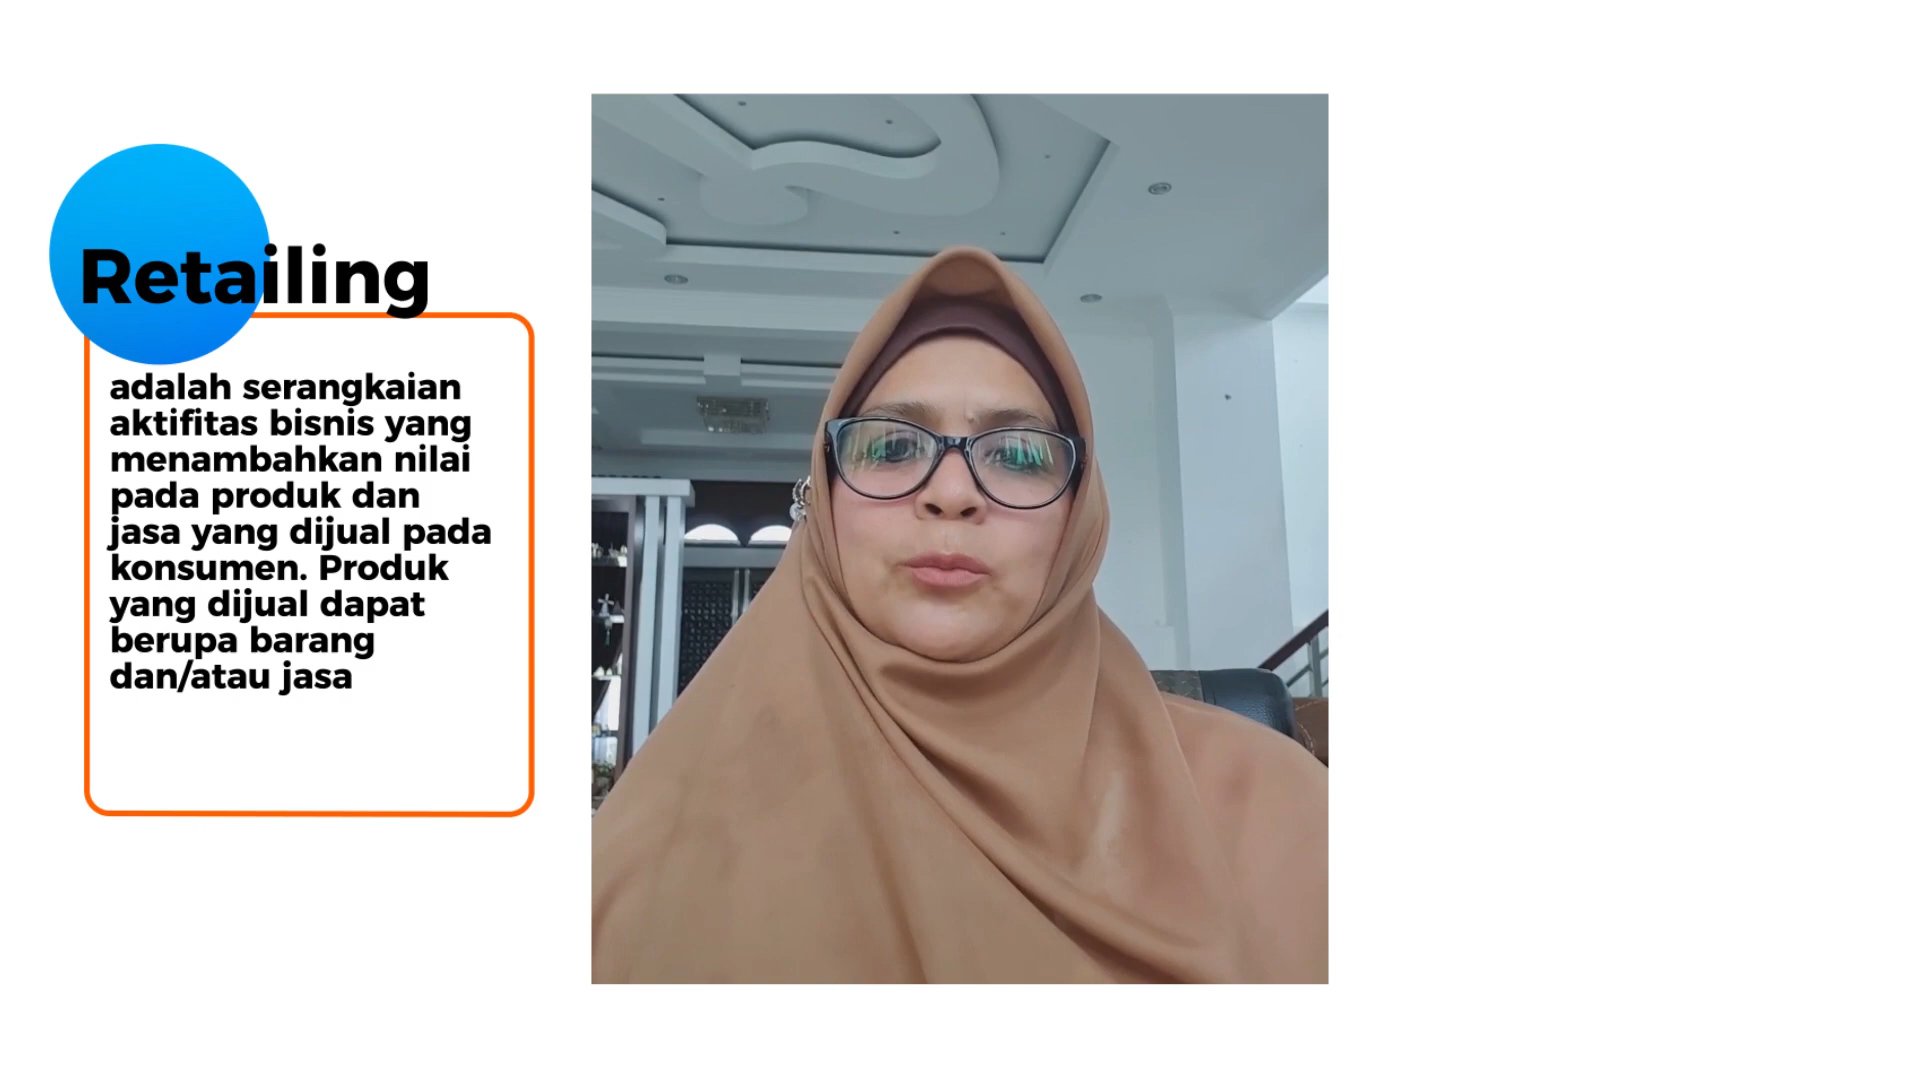 Retailing
adalah serangkaian
aktifitas bisnis yang
menambahkan nilai
pada produk dan
jasa yang dijual pada
konsumen. Produk
yang dijual dapat
berupa barang
dan/atau jasa